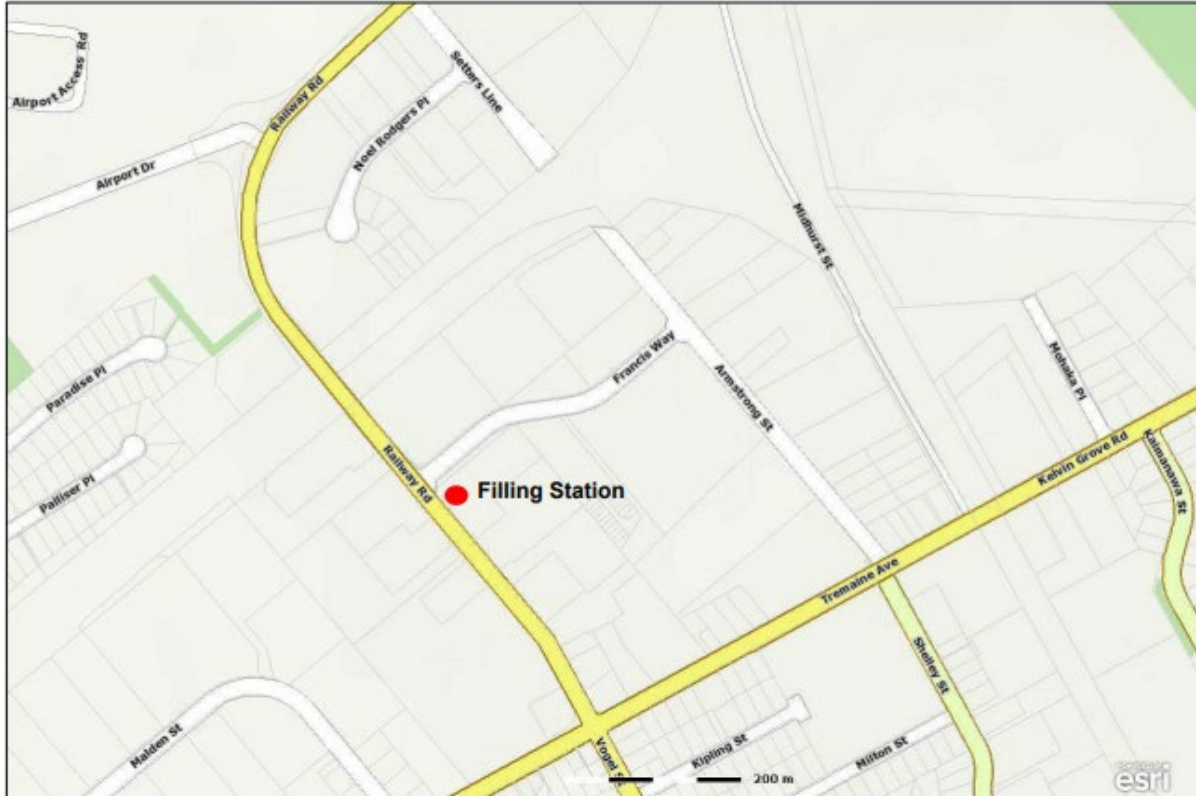 Airport Access Rd
Railway Rd
Setters Line
Noel Rodgers Pl
Airport Dr
Midhurst St
Paradise Pl
Francis Way
Armstrong St
Mohaka Pl
Palliser Pl
Railway Rd
Filling Station
Kelvin Grove Rd
Kaimanawa St
Tremaine Ave
Shelley St
Malden St
Vogel St
Kipling St
Milton St
200 m
esri